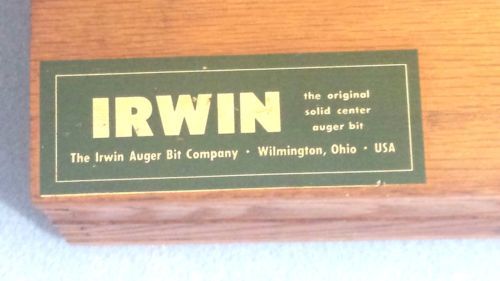 IRWIN
the original
solid center
auger bit
The Irwin Auger Bit Company · Wilmington, Ohio · USA